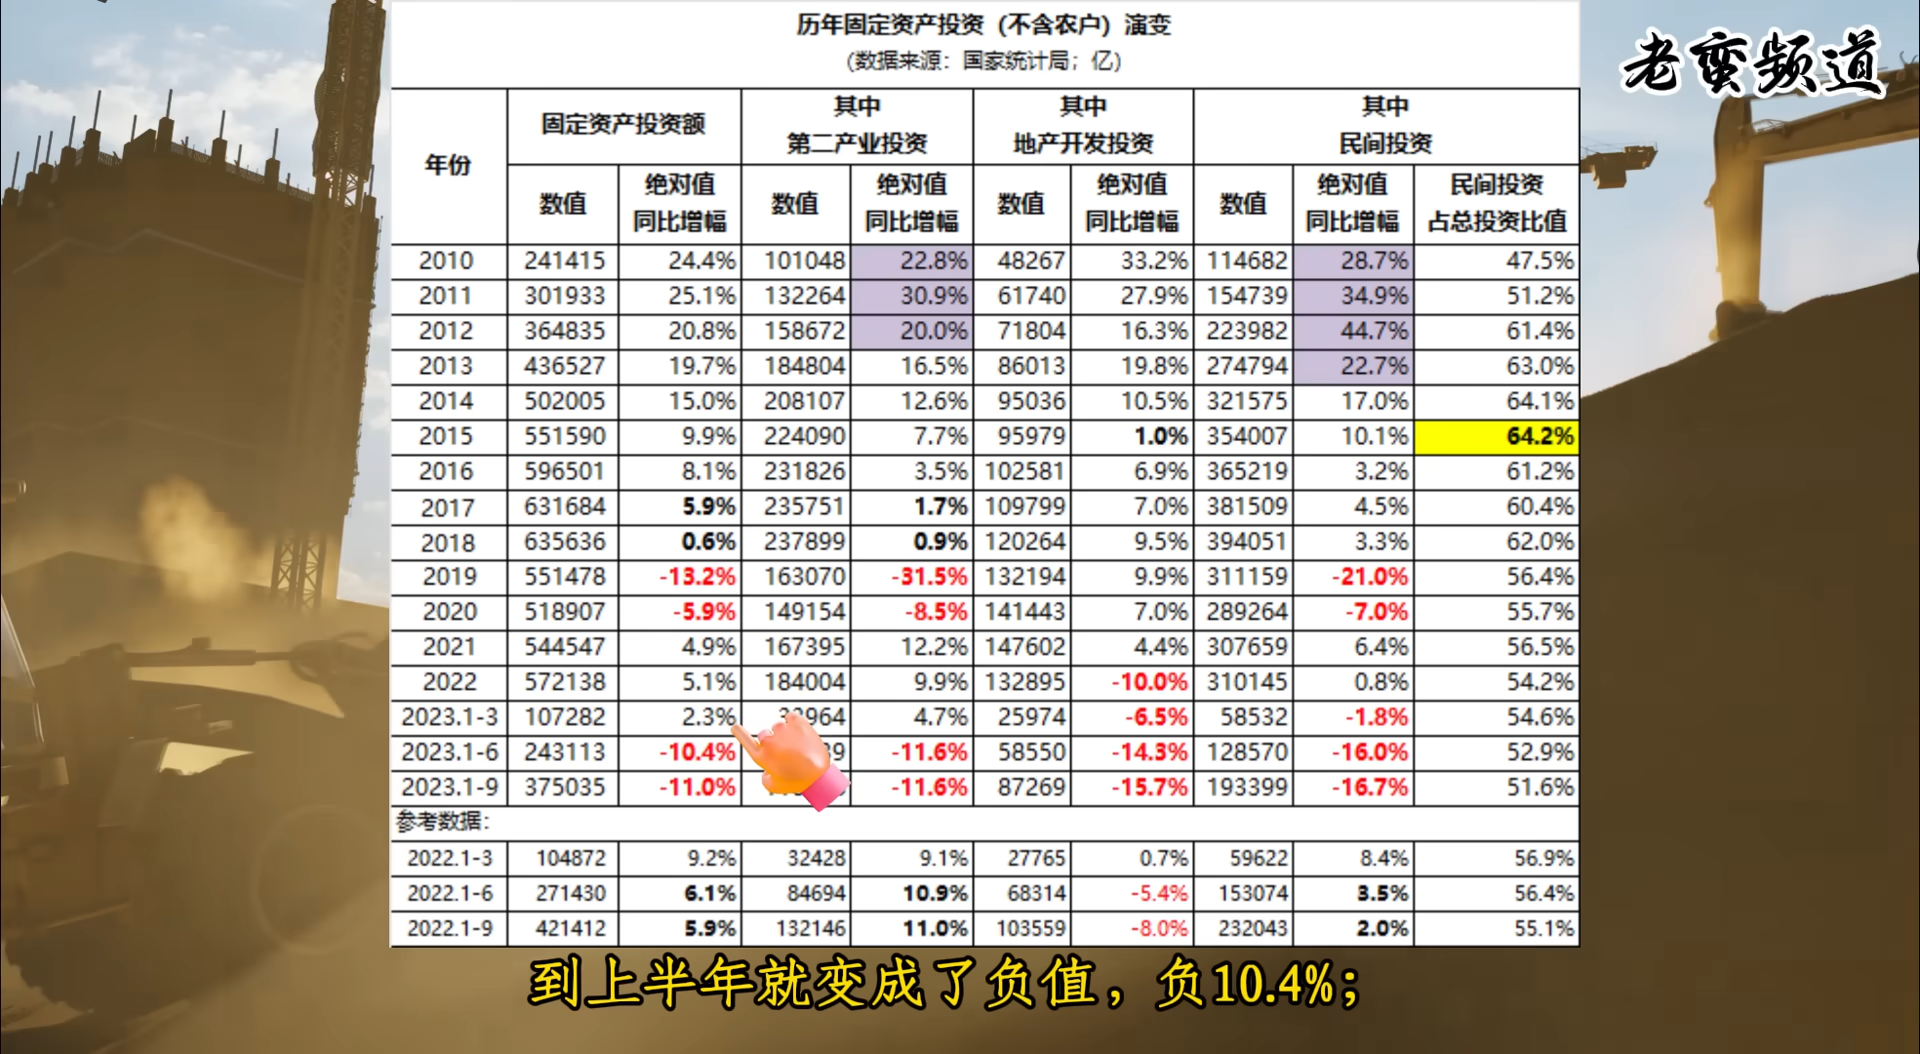 历年固定资产投资（不含农户）演变
(数据来源：国家统计局；亿)
老蛮频道
年份 固定资产投资额 其中 第二产业投资 其中 地产开发投资 其中 民间投资
数值 绝对值同比增幅 数值 绝对值同比增幅 数值 绝对值同比增幅 数值 绝对值同比增幅 民间投资占总投资比值
2010 241415 24.4% 101048 22.8% 48267 33.2% 114682 28.7% 47.5%
2011 301933 25.1% 132264 30.9% 61740 27.9% 154739 34.9% 51.2%
2012 364835 20.8% 158672 20.0% 71804 16.3% 223982 44.7% 61.4%
2013 436527 19.7% 184804 16.5% 86013 19.8% 274794 22.7% 63.0%
2014 502005 15.0% 208107 12.6% 95036 10.5% 321575 17.0% 64.1%
2015 551590 9.9% 224090 7.7% 95979 1.0% 354007 10.1% 64.2%
2016 596501 8.1% 231826 3.5% 102581 6.9% 365219 3.2% 61.2%
2017 631684 5.9% 235751 1.7% 109799 7.0% 381509 4.5% 60.4%
2018 635636 0.6% 237899 0.9% 120264 9.5% 394051 3.3% 62.0%
2019 551478 -13.2% 163070 -31.5% 132194 9.9% 311159 -21.0% 56.4%
2020 518907 -5.9% 149154 -8.5% 141443 7.0% 289264 -7.0% 55.7%
2021 544547 4.9% 167395 12.2% 147602 4.4% 307659 6.4% 56.5%
2022 572138 5.1% 184004 9.9% 132895 -10.0% 310145 0.8% 54.2%
2023.1-3 107282 2.3% 4.7% 25974 -6.5% 58532 -1.8% 54.6%
2023.1-6 243113 -10.4% -11.6% 58550 -14.3% 128570 -16.0% 52.9%
2023.1-9 375035 -11.0% -11.6% 87269 -15.7% 193399 -16.7% 51.6%
参考数据：
2022.1-3 104872 9.2% 32428 9.1% 27765 0.7% 59622 8.4% 56.9%
2022.1-6 271430 6.1% 84694 10.9% 68314 -5.4% 153074 3.5% 56.4%
2022.1-9 421412 5.9% 132146 11.0% 103559 -8.0% 232043 2.0% 55.1%
到上半年就变成了负值，负10.4%；